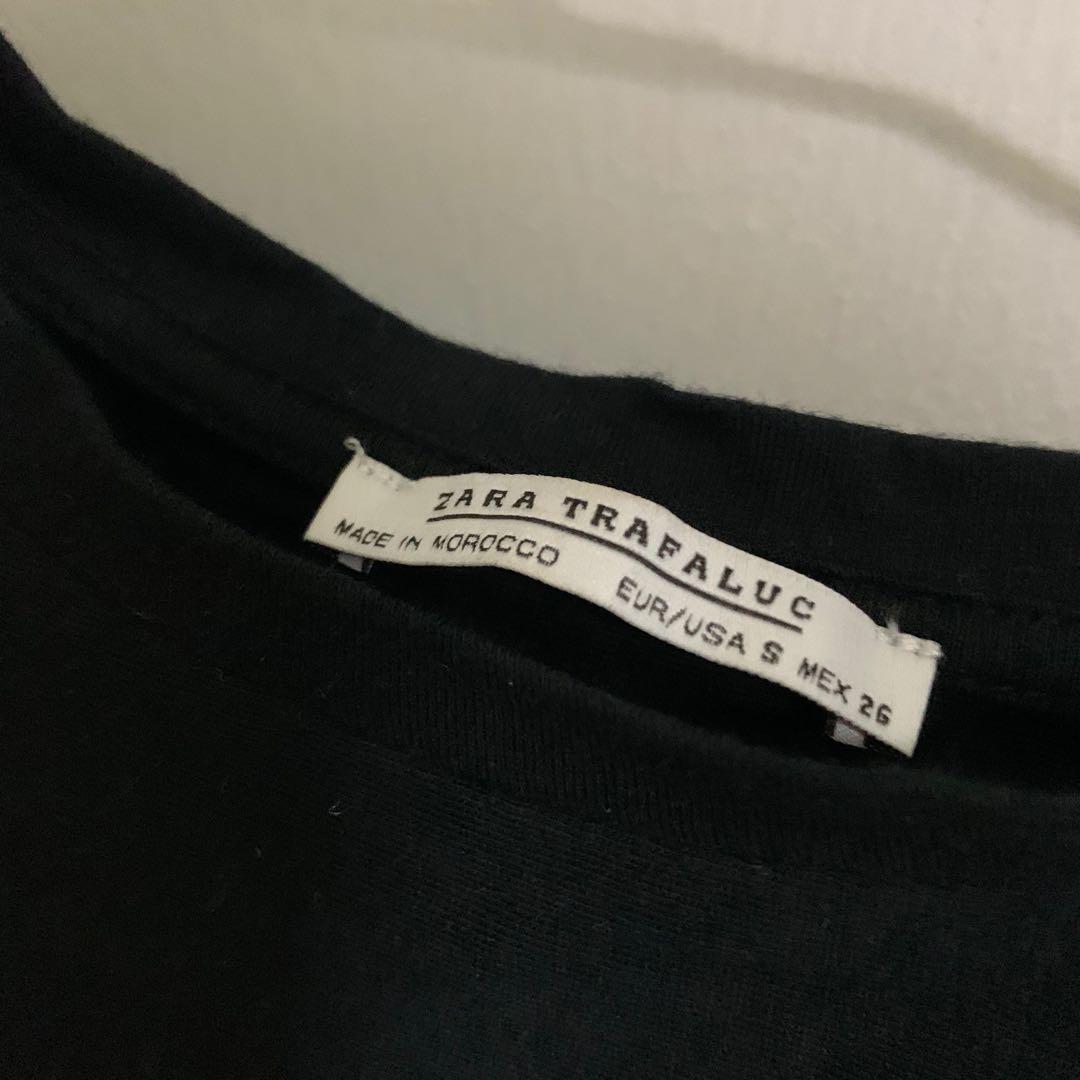 ZARA TRAFALUC
MADE IN MOROCCO EUR/USA S MEX 26